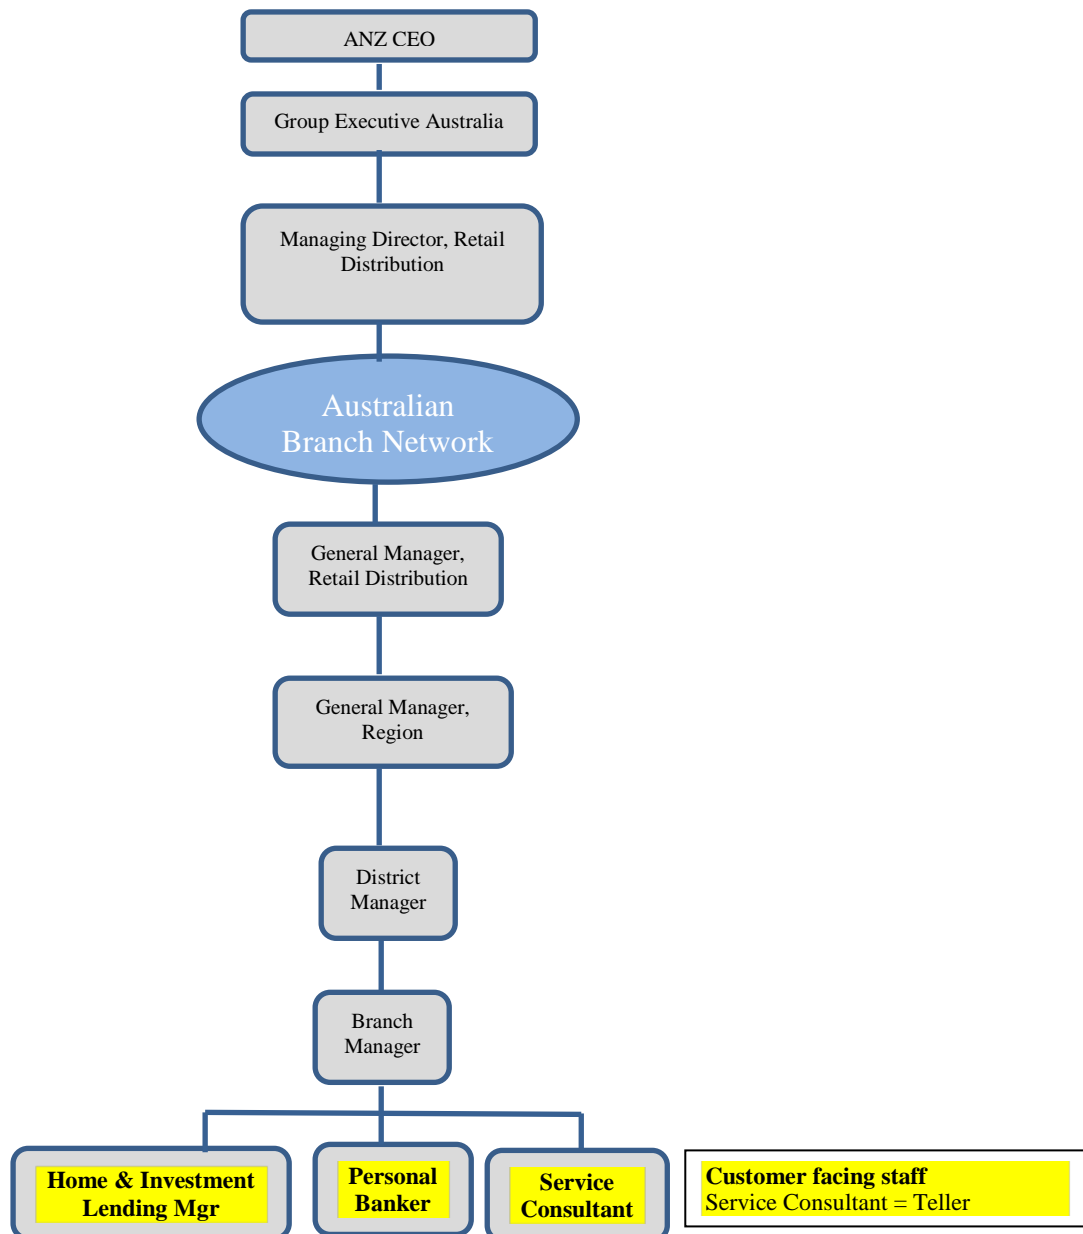 ANZ CEO
Group Executive Australia
Managing Director, Retail
Distribution
Australian
Branch Network
General Manager,
Retail Distribution
General Manager,
Region
District
Manager
Branch
Manager
Home & Investment
Lending Mgr
Personal
Banker
Service
Consultant
Customer facing staff
Service Consultant = Teller